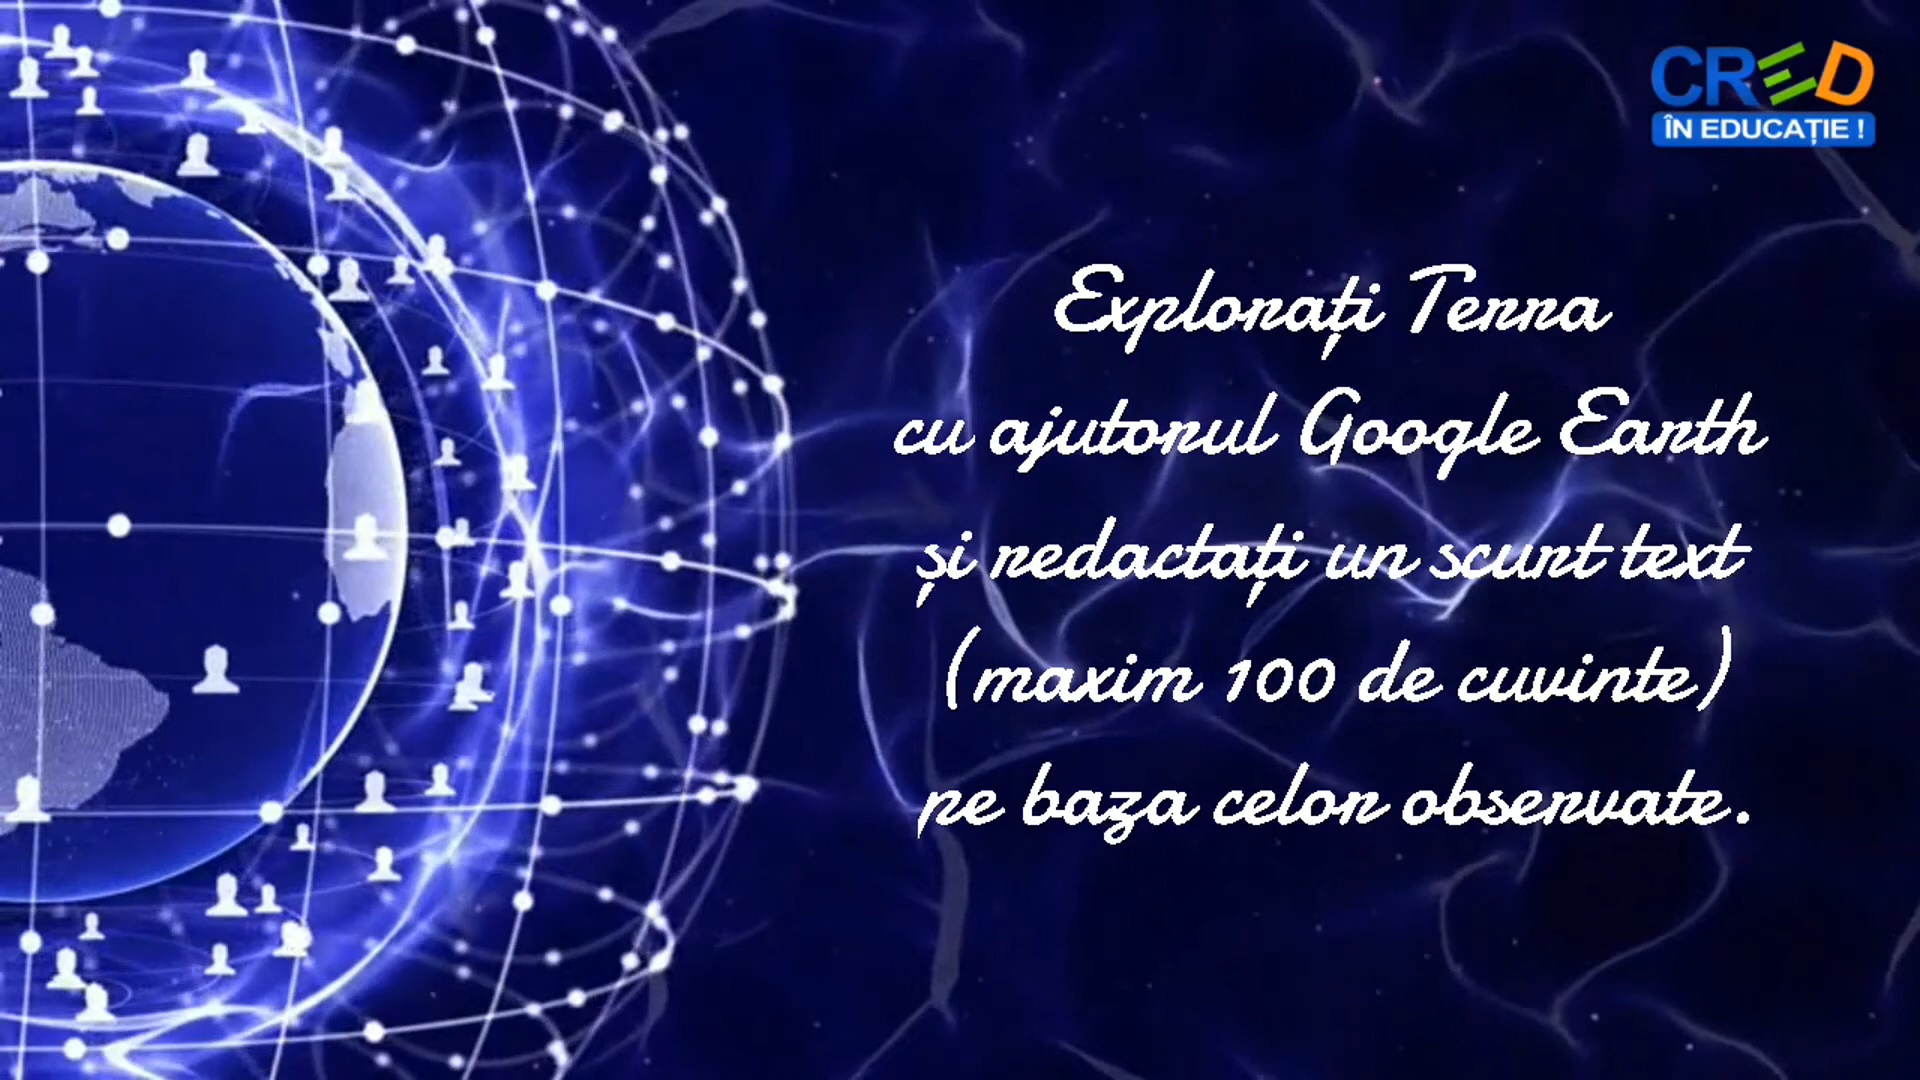 CRED
ÎN EDUCAȚIE !
Explorați Terra
cu ajutorul Google Earth
și redactați un scurt text
(maxim 100 de cuvinte)
pe baza celor observate.